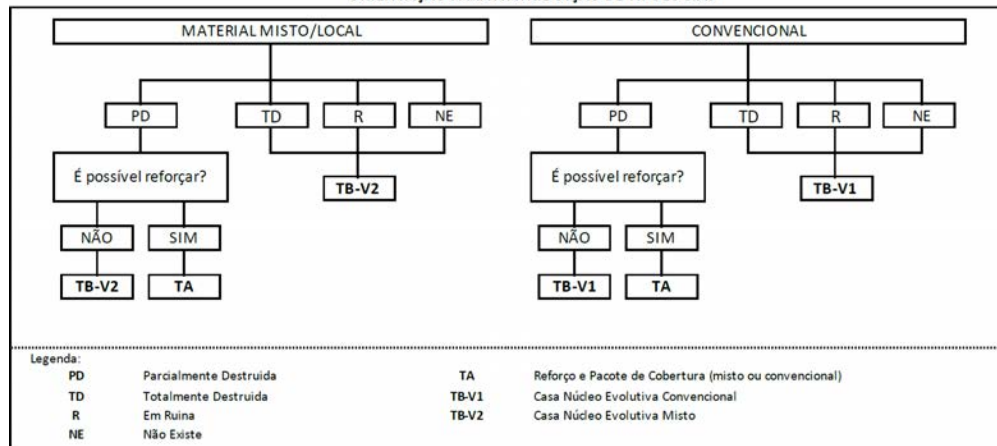 MATERIAL MISTO/LOCAL
CONVENCIONAL
PD TD R NE
PD TD R NE
É possível reforçar?
TB-V2
É possível reforçar?
TB-V1
NÃO SIM
NÃO SIM
TB-V2 TA
TB-V1 TA
Legenda:
PD Parcialmente Destruida TA Reforço e Pacote de Cobertura (misto ou convencional)
TD Totalmente Destruida TB-V1 Casa Núcleo Evolutiva Convencional
R Em Ruina TB-V2 Casa Núcleo Evolutiva Misto
NE Não Existe